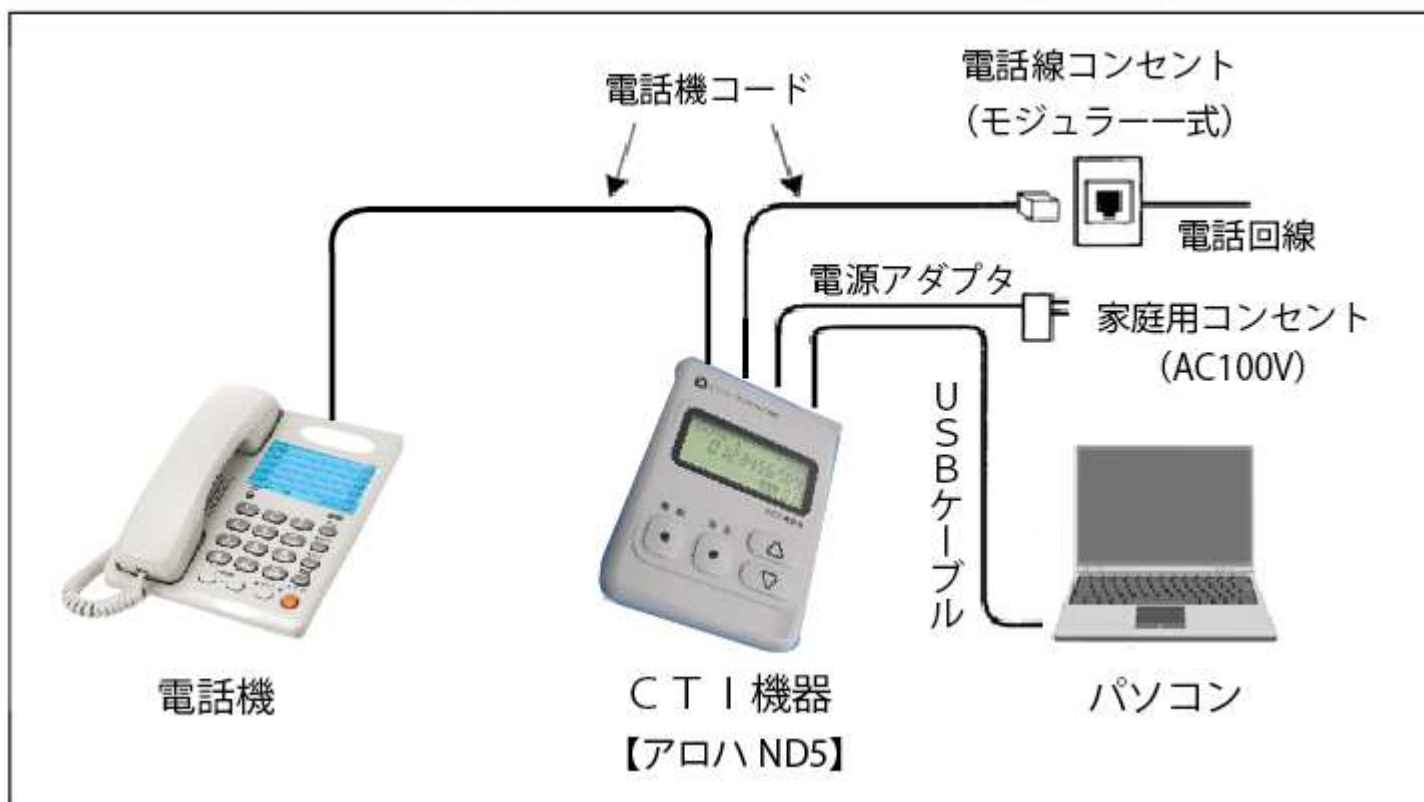 電話機コード
電話線コンセント
（モジュラー一式）
電話回線
電源アダプタ
家庭用コンセント
（AC100V）
ＵＳＢケーブル
電話機
ＣＴＩ機器
【アロハ ND5】
パソコン